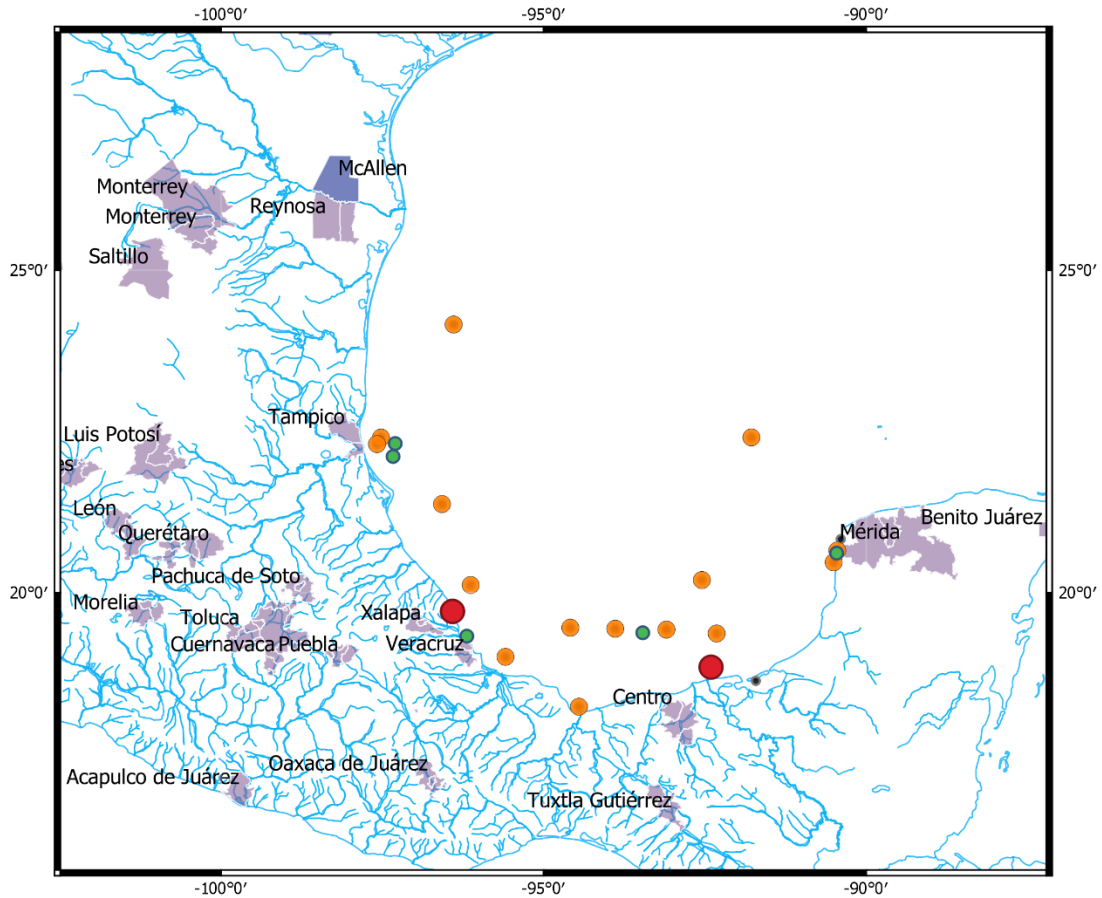 -100°0′ -95°0′ -90°0′
McAllen
Monterrey
Reynosa
Monterrey
Saltillo
25°0′ 25°0′
Tampico
Luis Potosí
es
León
Benito Juárez
Querétaro
Mérida
Pachuca de Soto
20°0′ 20°0′
Morelia
Xalapa
Toluca
Cuernavaca Puebla
Veracruz
Centro
Oaxaca de Juárez
Acapulco de Juárez
Tuxtla Gutiérrez
-100°0′ -95°0′ -90°0′